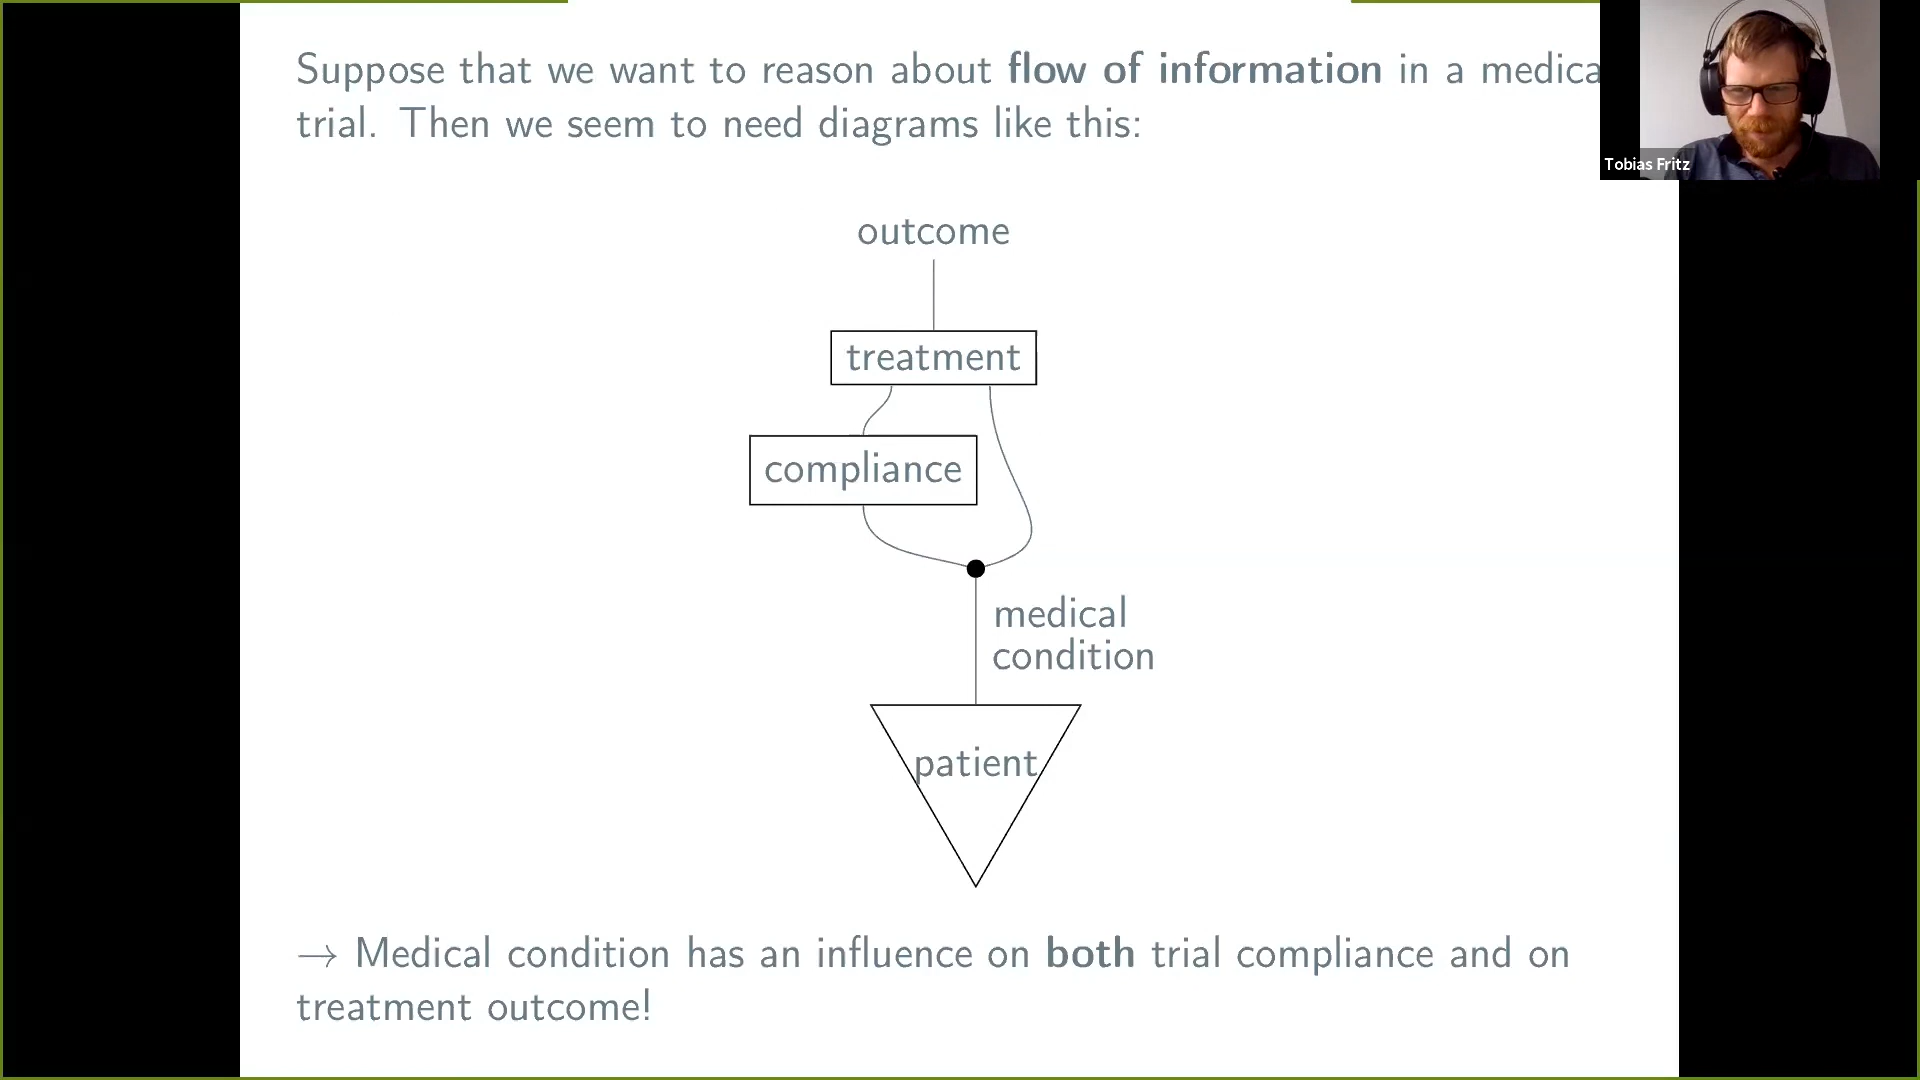 Suppose that we want to reason about flow of information in a medica
trial. Then we seem to need diagrams like this:
Tobias Fritz
outcome
treatment
compliance
medical
condition
patient
→ Medical condition has an influence on both trial compliance and on
treatment outcome!